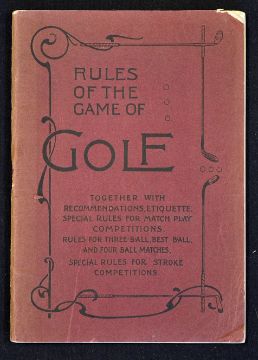 RULES
OF THE
GAME OF
GOLF
TOGETHER WITH
RECOMMENDATIONS, ETIQUETTE,
SPECIAL RULES FOR MATCH PLAY
COMPETITIONS.
RULES FOR THREE BALL, BEST BALL,
AND FOUR BALL MATCHES.
SPECIAL RULES FOR STROKE
COMPETITIONS.